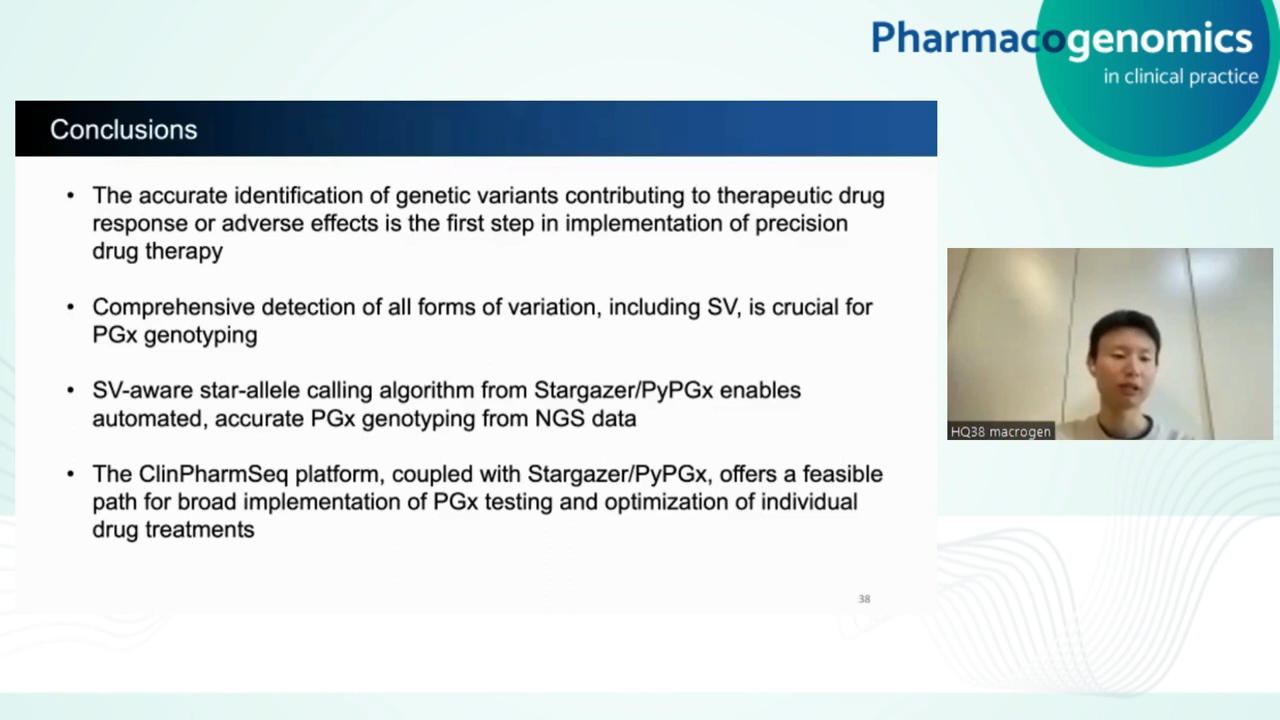 Pharmacogenomics
in clinical practice
Conclusions
• The accurate identification of genetic variants contributing to therapeutic drug
response or adverse effects is the first step in implementation of precision
drug therapy
• Comprehensive detection of all forms of variation, including SV, is crucial for
PGx genotyping
• SV-aware star-allele calling algorithm from Stargazer/PyPGx enables
automated, accurate PGx genotyping from NGS data
• The ClinPharmSeq platform, coupled with Stargazer/PyPGx, offers a feasible
path for broad implementation of PGx testing and optimization of individual
drug treatments
38
HQ38 macrogen